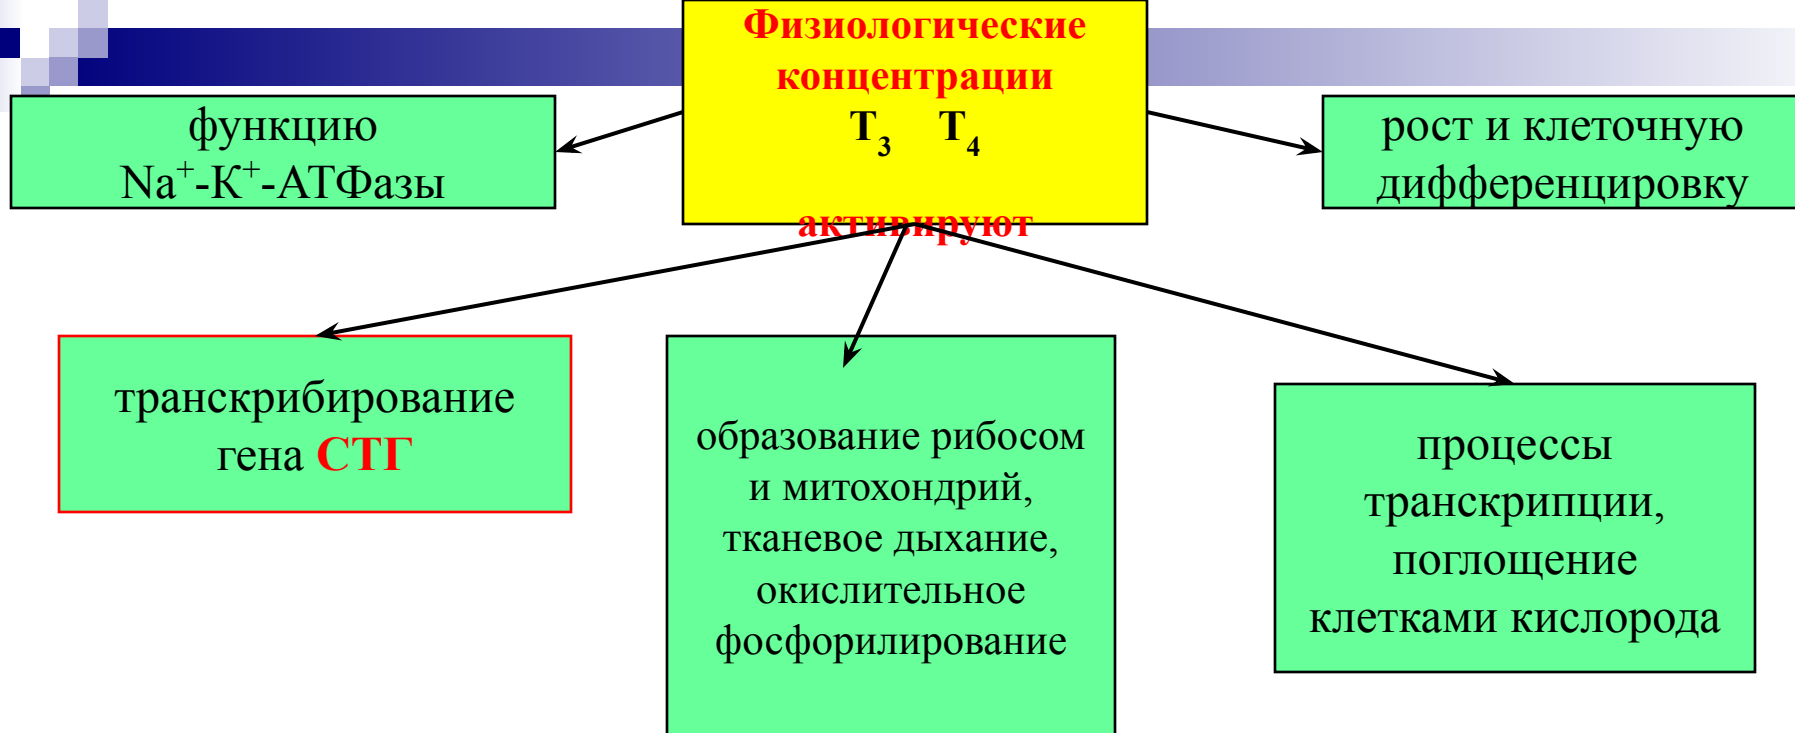 Физиологические
концентрации
Т₃ Т₄
активируют
функцию
Na⁺-К⁺-АТФазы
рост и клеточную
дифференцировку
транскрибирование
гена СТГ
образование рибосом
и митохондрий,
тканевое дыхание,
окислительное
фосфорилирование
процессы
транскрипции,
поглощение
клетками кислорода